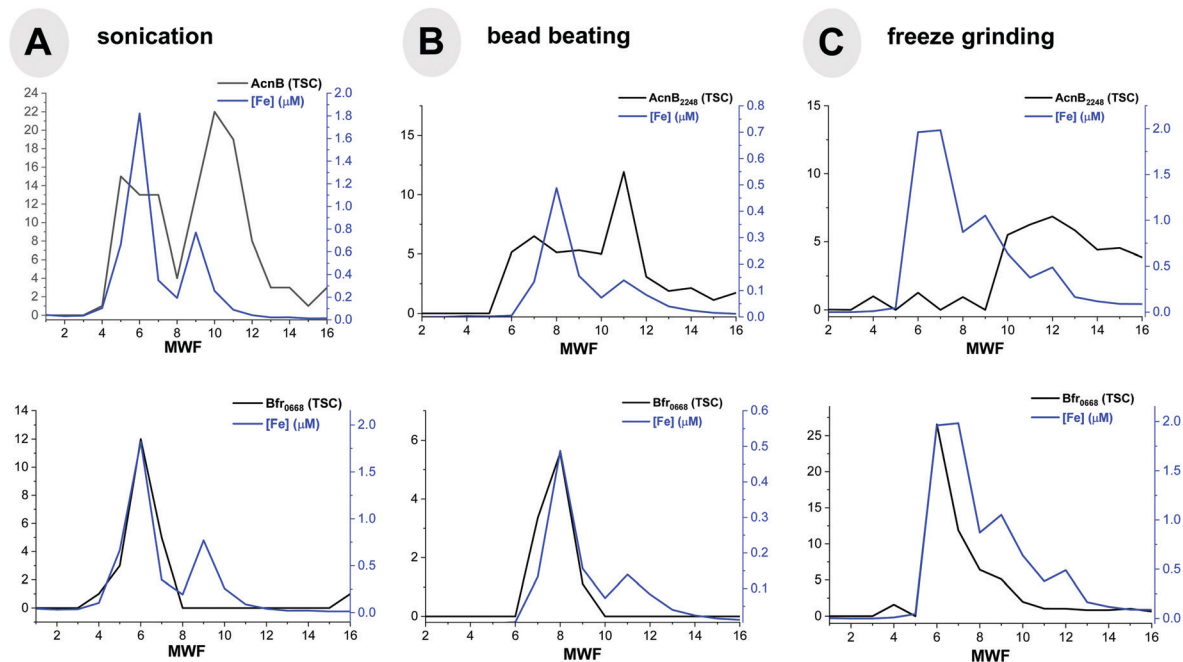 A sonication
B bead beating
C freeze grinding
AcnB (TSC)
[Fe] (μM)
24
22
20
18
16
14
12
10
8
6
4
2
0
2.0
1.8
1.6
1.4
1.2
1.0
0.8
0.6
0.4
0.2
0.0
2 4 6 8 10 12 14 16
MWF
AcnB2248 (TSC)
[Fe] (μM)
15
10
5
0
0.8
0.7
0.6
0.5
0.4
0.3
0.2
0.1
0.0
2 4 6 8 10 12 14 16
MWF
AcnB2248 (TSC)
[Fe] (μM)
15
10
5
0
2.0
1.5
1.0
0.5
0.0
2 4 6 8 10 12 14 16
MWF
Bfr0668 (TSC)
[Fe] (μM)
14
12
10
8
6
4
2
0
2.0
1.5
1.0
0.5
0.0
2 4 6 8 10 12 14 16
MWF
Bfr0668 (TSC)
[Fe] (μM)
6
4
2
0
0.6
0.5
0.4
0.3
0.2
0.1
2 4 6 8 10 12 14 16
MWF
Bfr0668 (TSC)
[Fe] (μM)
25
20
15
10
5
0
2.0
1.5
1.0
0.5
0.0
2 4 6 8 10 12 14 16
MWF